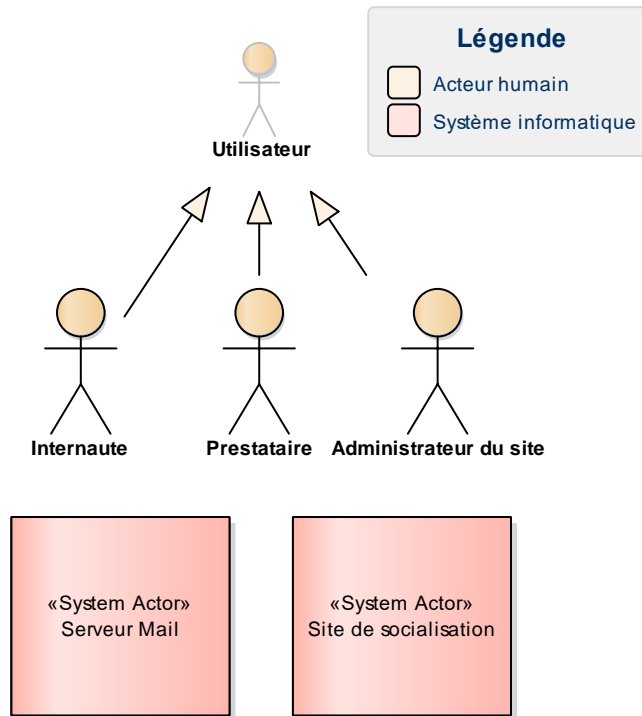 Légende
Acteur humain
Système informatique
Utilisateur
Internaute
Prestataire
Administrateur du site
«System Actor»
Serveur Mail
«System Actor»
Site de socialisation